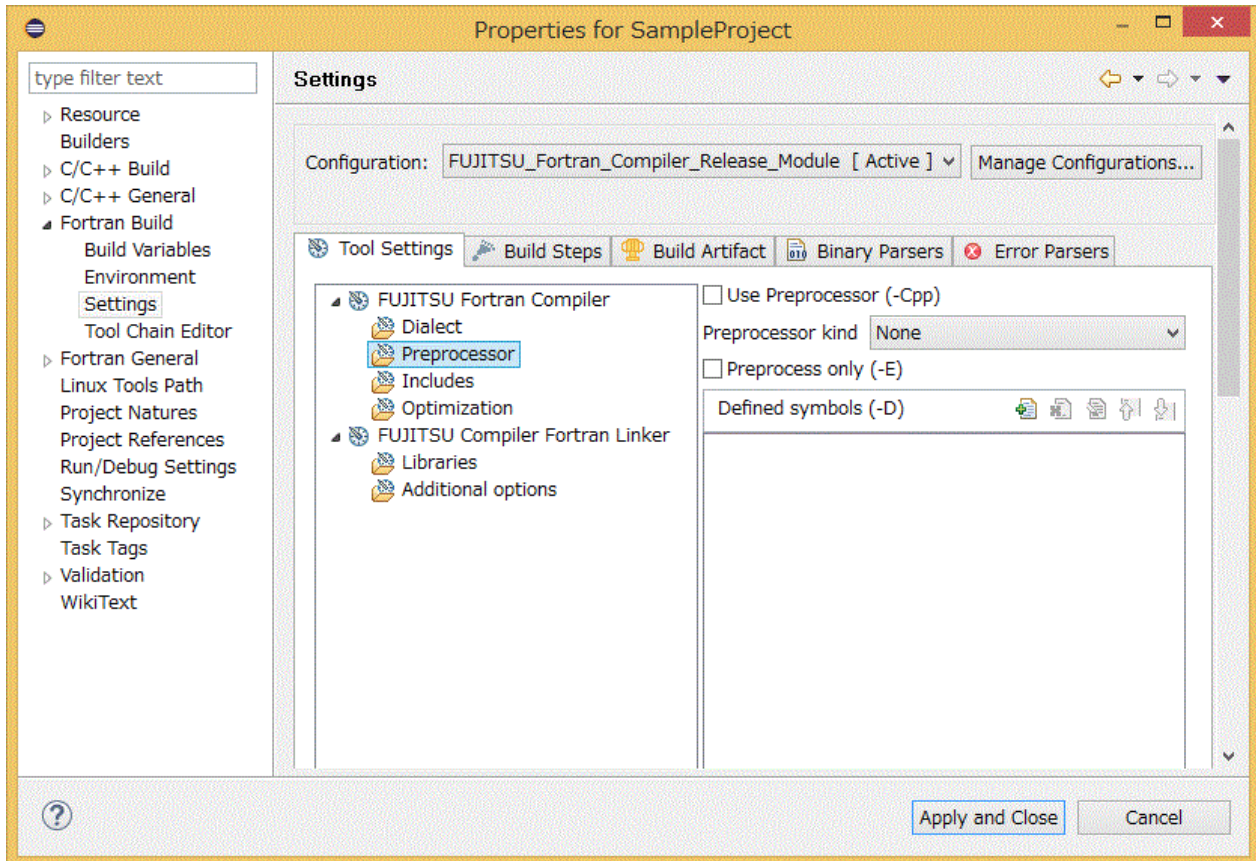 Properties for SampleProject
type filter text
Resource
Builders
C/C++ Build
C/C++ General
Fortran Build
Build Variables
Environment
Settings
Tool Chain Editor
Fortran General
Linux Tools Path
Project Natures
Project References
Run/Debug Settings
Synchronize
Task Repository
Task Tags
Validation
WikiText
Settings
Configuration: FUJITSU_Fortran_Compiler_Release_Module [ Active ] Manage Configurations...
Tool Settings Build Steps Build Artifact Binary Parsers Error Parsers
FUJITSU Fortran Compiler
Dialect
Preprocessor
Includes
Optimization
FUJITSU Compiler Fortran Linker
Libraries
Additional options
Use Preprocessor (-Cpp)
Preprocessor kind None
Preprocess only (-E)
Defined symbols (-D)
Apply and Close Cancel